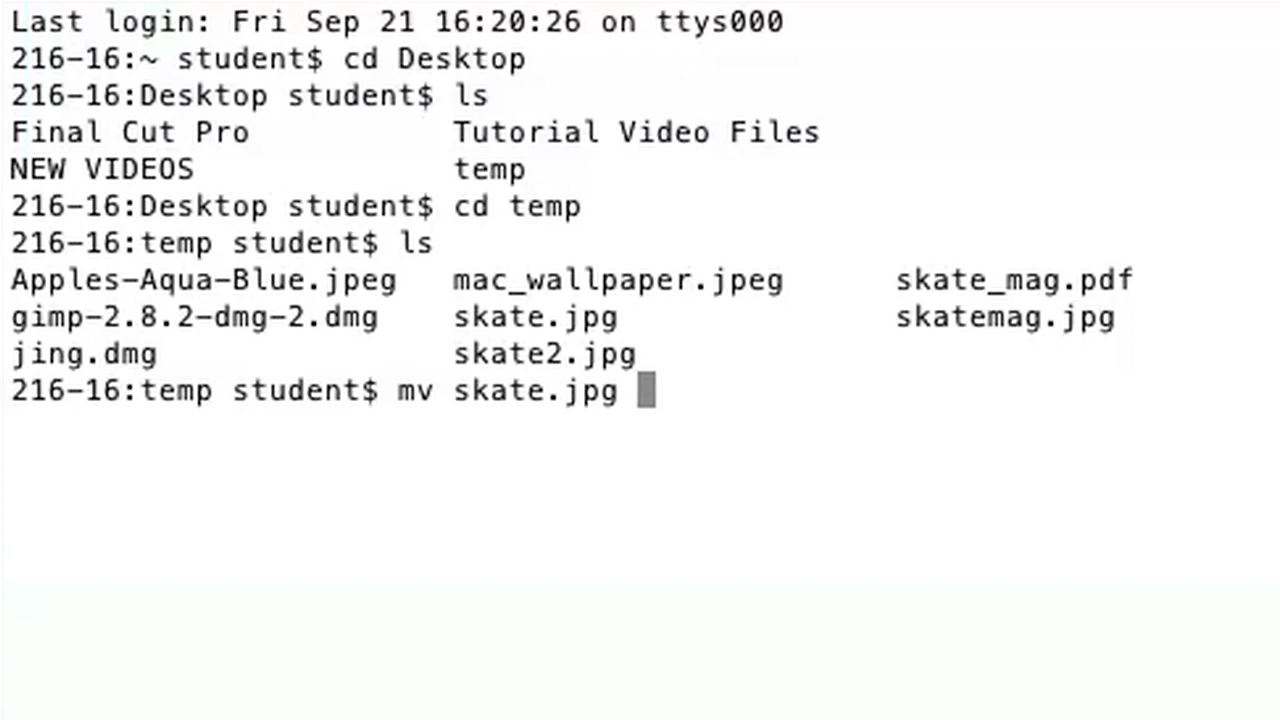 Last login: Fri Sep 21 16:20:26 on ttys000
216-16:~ student$ cd Desktop
216-16:Desktop student$ ls
Final Cut Pro Tutorial Video Files
NEW VIDEOS temp
216-16:Desktop student$ cd temp
216-16:temp student$ ls
Apples-Aqua-Blue.jpeg mac_wallpaper.jpeg skate_mag.pdf
gimp-2.8.2-dmg-2.dmg skate.jpg skatemag.jpg
jing.dmg skate2.jpg
216-16:temp student$ mv skate.jpg